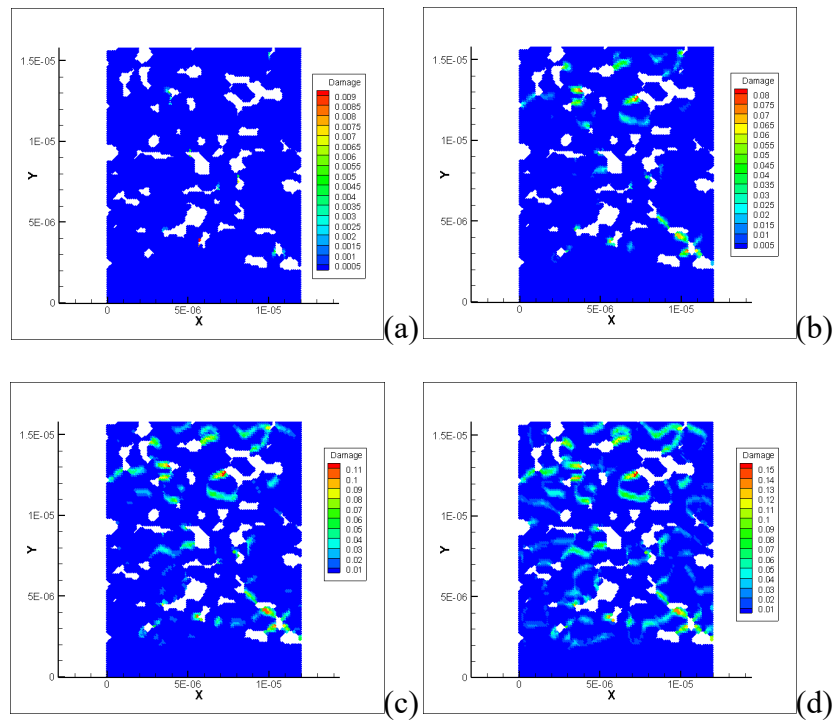 Damage
0.009
0.0085
0.008
0.0075
0.007
0.0065
0.006
0.0055
0.005
0.0045
0.004
0.0035
0.003
0.0025
0.002
0.0015
0.001
0.0005
1.5E-05
1E-05
5E-06
0
Y
0
5E-06
1E-05
X
(a)
Damage
0.08
0.075
0.07
0.065
0.06
0.055
0.05
0.045
0.04
0.035
0.03
0.025
0.02
0.015
0.01
0.005
1.5E-05
1E-05
5E-06
0
Y
0
5E-06
1E-05
X
(b)
Damage
0.11
0.1
0.09
0.08
0.07
0.06
0.05
0.04
0.03
0.02
0.01
1.5E-05
1E-05
5E-06
0
Y
0
5E-06
1E-05
X
(c)
Damage
0.15
0.14
0.13
0.12
0.11
0.1
0.09
0.08
0.07
0.06
0.05
0.04
0.03
0.02
0.01
1.5E-05
1E-05
5E-06
0
Y
0
5E-06
1E-05
X
(d)